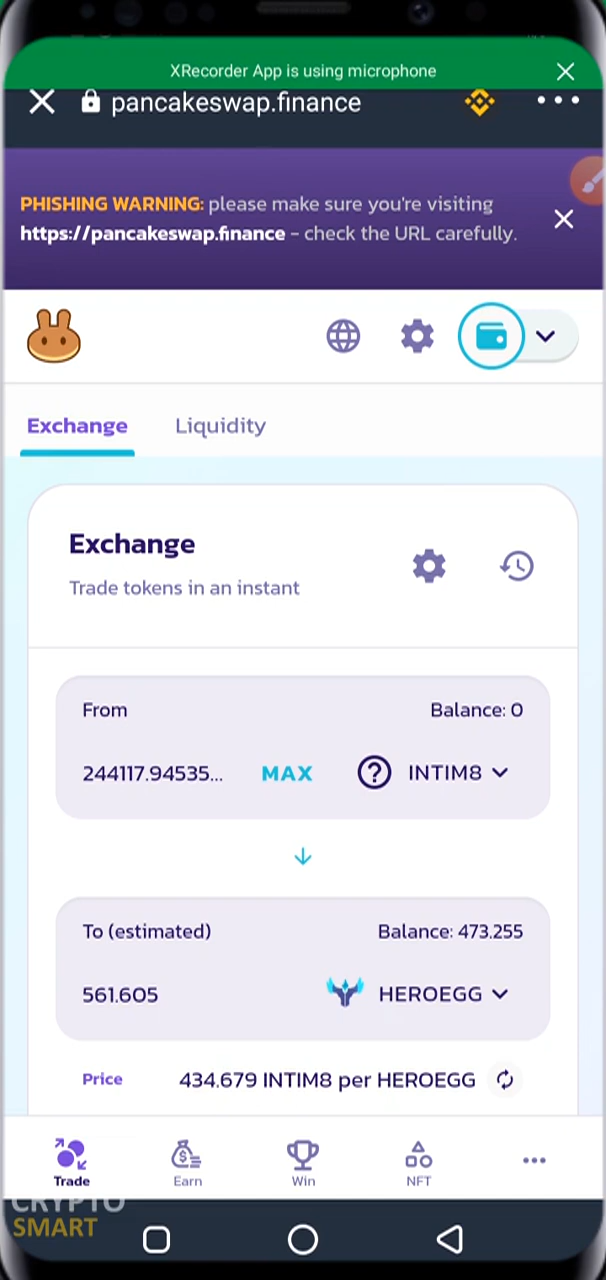 XRecorder App is using microphone
pancakeswap.finance
PHISHING WARNING: please make sure you're visiting
https://pancakeswap.finance - check the URL carefully.
Exchange
Liquidity
Exchange
Trade tokens in an instant
From
Balance: 0
244117.94535...
MAX
INTIM8
To (estimated)
Balance: 473.255
561.605
HEROEGG
Price
434.679 INTIM8 per HEROEGG
Trade
Earn
Win
NFT
CRYPTO
SMART